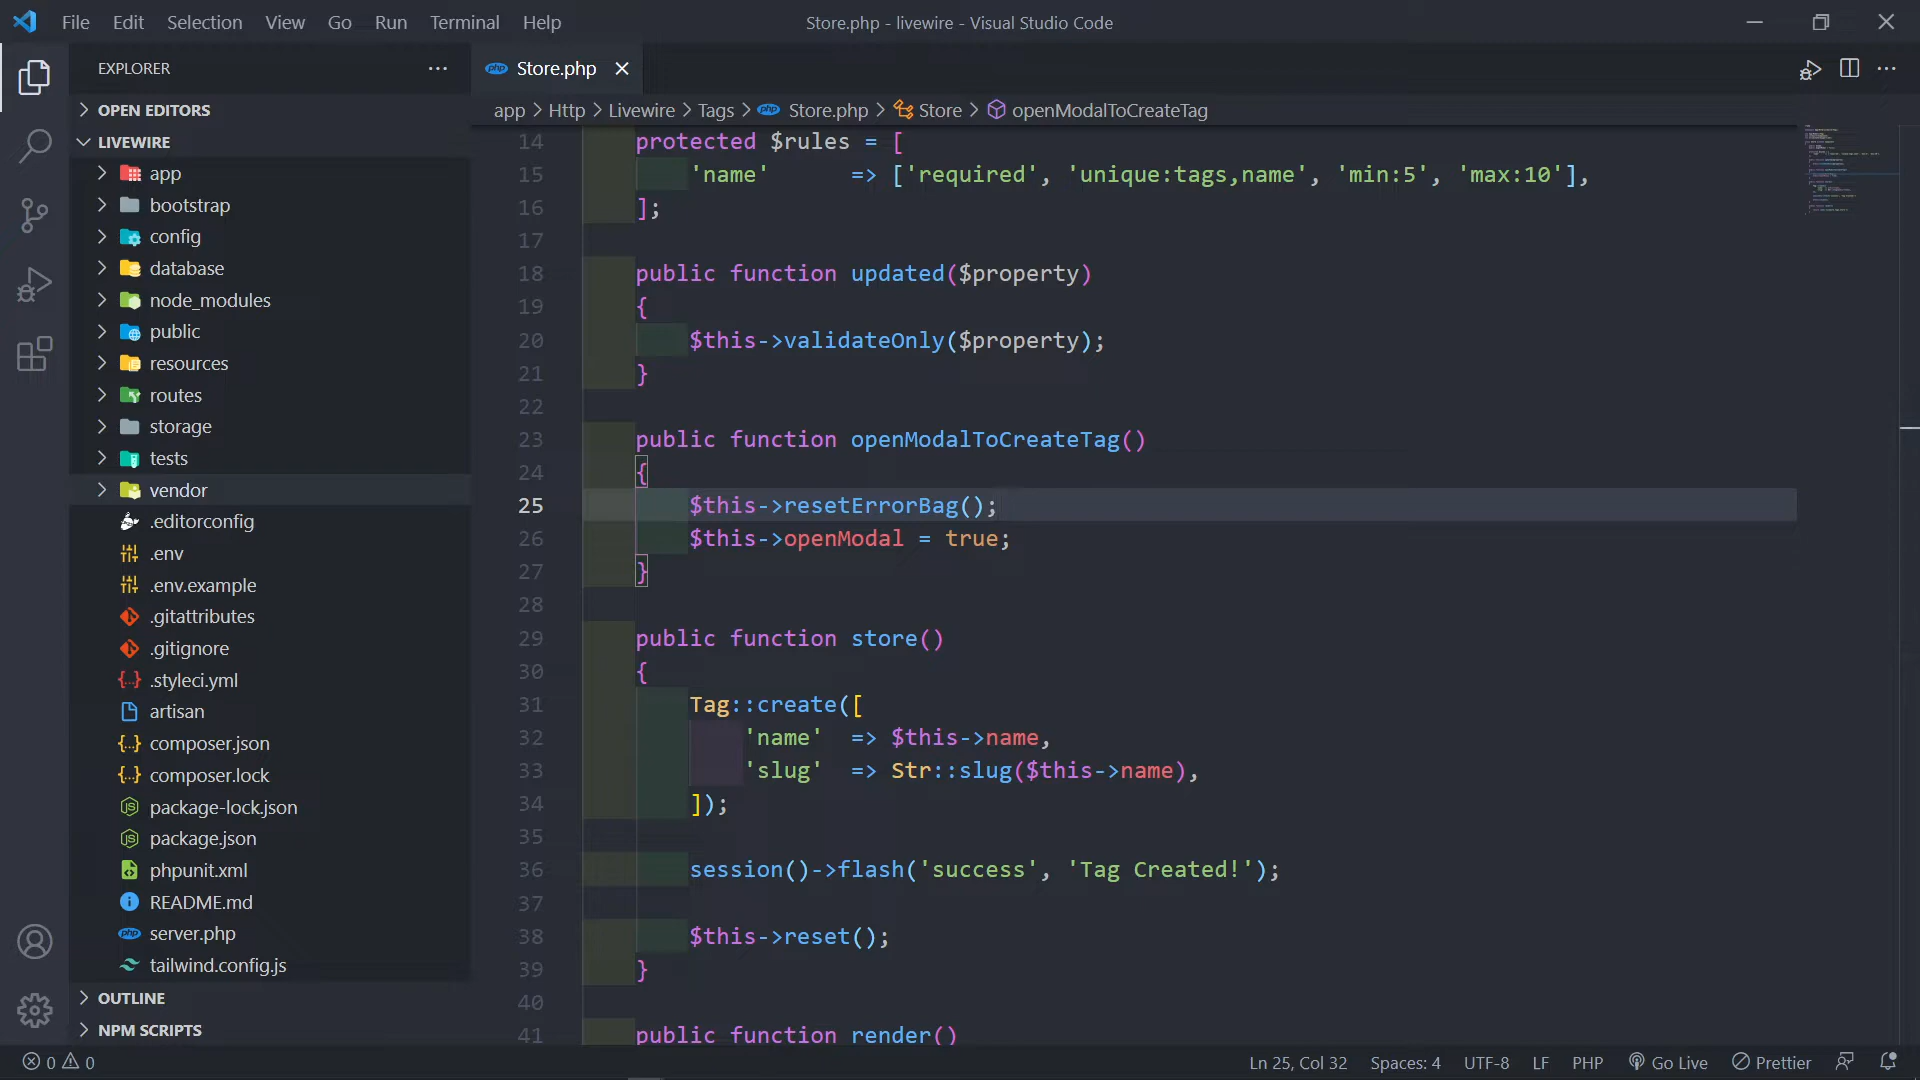 File Edit Selection View Go Run Terminal Help
Store.php - livewire - Visual Studio Code
EXPLORER
OPEN EDITORS
LIVEWIRE
app
bootstrap
config
database
node_modules
public
resources
routes
storage
tests
vendor
.editorconfig
.env
.env.example
.gitattributes
.gitignore
.styleci.yml
artisan
composer.json
composer.lock
package-lock.json
package.json
phpunit.xml
README.md
php server.php
tailwind.config.js
OUTLINE
NPM SCRIPTS
php Store.php
app > Http > Livewire > Tags > php Store.php > Store > openModalToCreateTag
14 protected $rules = [
15 'name' => ['required', 'unique:tags,name', 'min:5', 'max:10'],
16 ];
17
18 public function updated($property)
19 {
20 $this->validateOnly($property);
21 }
22
23 public function openModalToCreateTag()
24 {
25 $this->resetErrorBag();
26 $this->openModal = true;
27 }
28
29 public function store()
30 {
31 Tag::create([
32 'name' => $this->name,
33 'slug' => Str::slug($this->name),
34 ]);
35
36 session()->flash('success', 'Tag Created!');
37
38 $this->reset();
39 }
40
41 public function render()
0 0
Ln 25, Col 32 Spaces: 4 UTF-8 LF PHP Go Live Prettier